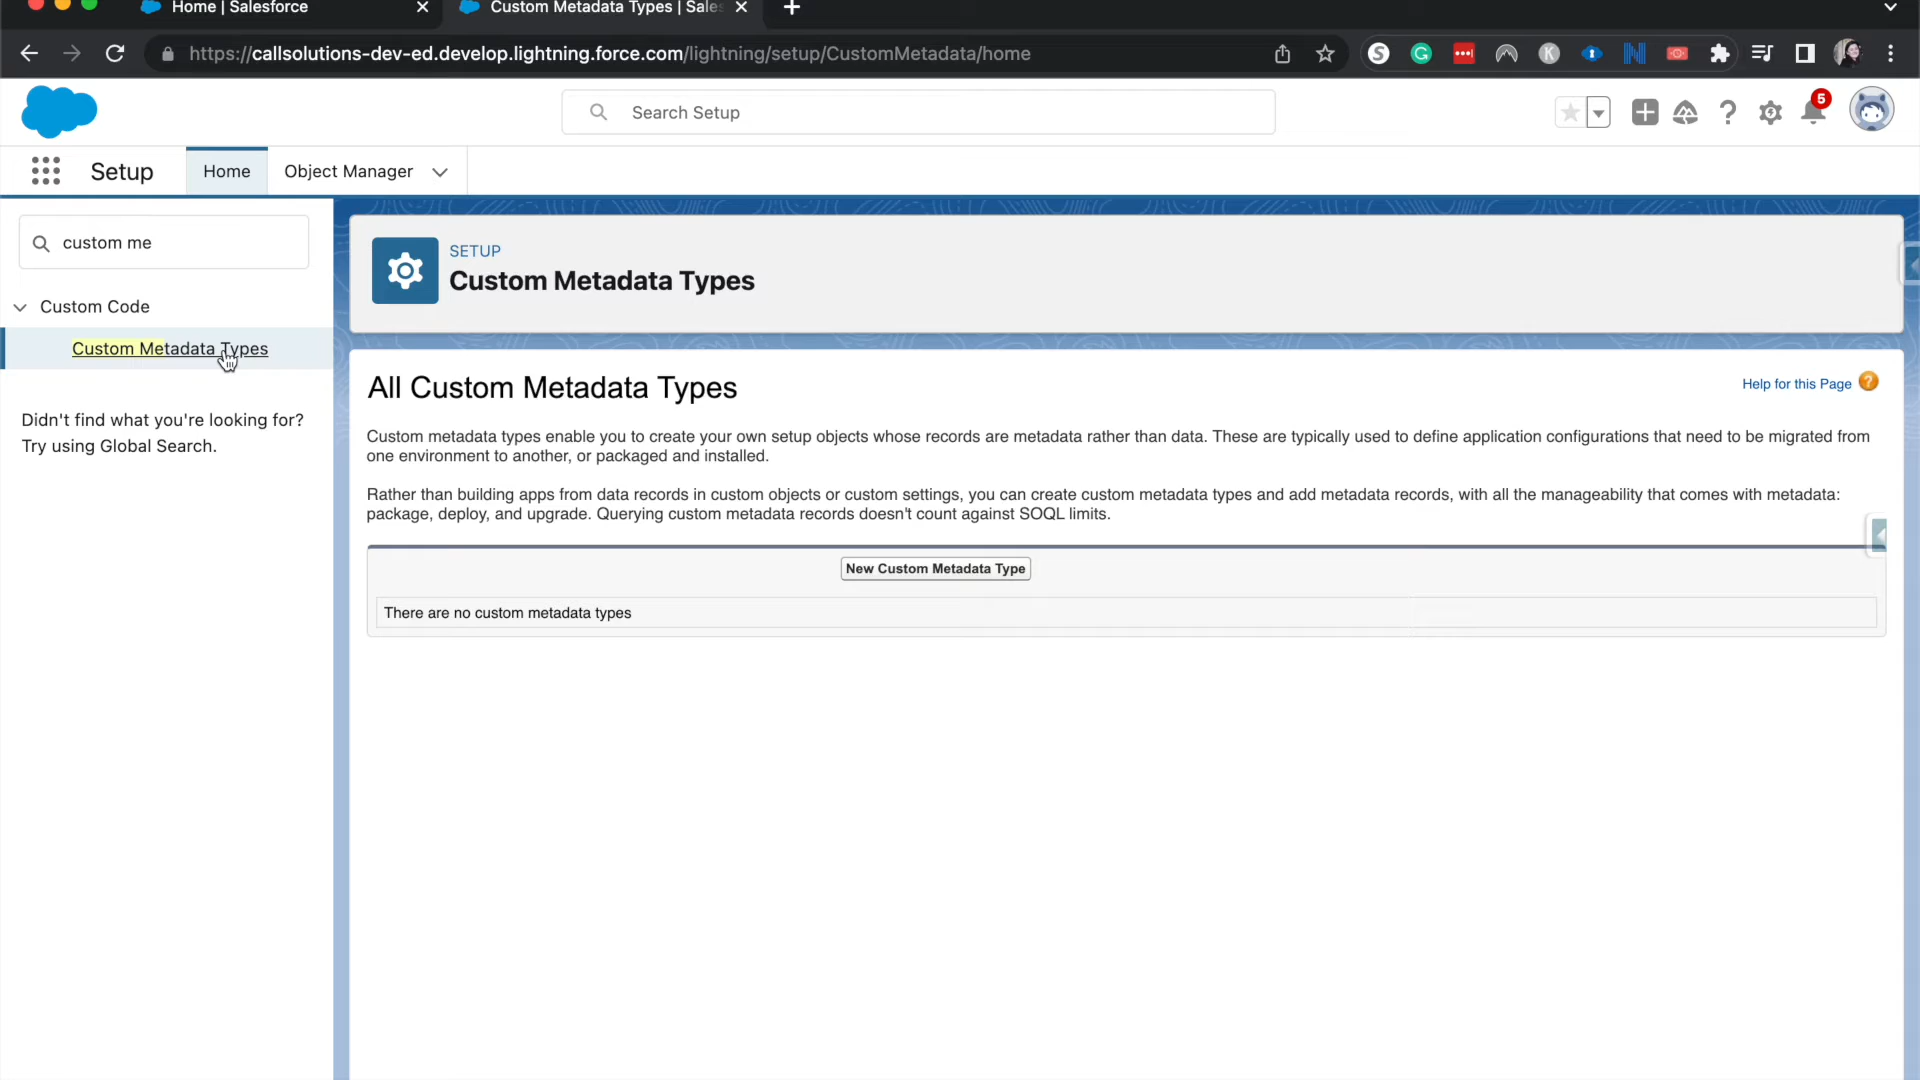 Home | Salesforce
Custom Metadata Types | Sales
https://callsolutions-dev-ed.develop.lightning.force.com/lightning/setup/CustomMetadata/home
Search Setup
5
Setup
Home
Object Manager
custom me
Custom Code
Custom Metadata Types
Didn't find what you're looking for?
Try using Global Search.
SETUP
Custom Metadata Types
All Custom Metadata Types
Help for this Page
Custom metadata types enable you to create your own setup objects whose records are metadata rather than data. These are typically used to define application configurations that need to be migrated from
one environment to another, or packaged and installed.
Rather than building apps from data records in custom objects or custom settings, you can create custom metadata types and add metadata records, with all the manageability that comes with metadata:
package, deploy, and upgrade. Querying custom metadata records doesn't count against SOQL limits.
New Custom Metadata Type
There are no custom metadata types